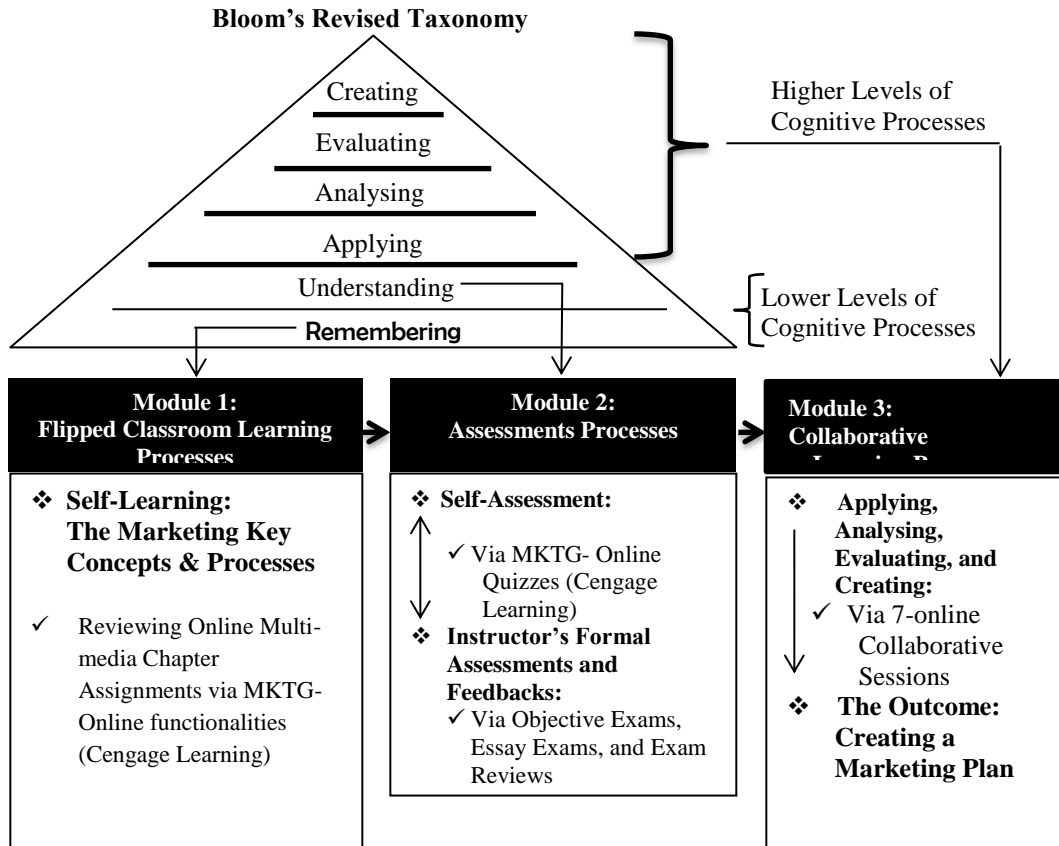 Bloom's Revised Taxonomy
Creating
Evaluating
Analysing
Applying
Understanding
Remembering
Higher Levels of
Cognitive Processes
Lower Levels of
Cognitive Processes
Module 1:
Flipped Classroom Learning
Processes
❖ Self-Learning:
The Marketing Key
Concepts & Processes
✓ Reviewing Online Multi-
media Chapter
Assignments via MKTG-
Online functionalities
(Cengage Learning)
Module 2:
Assessments Processes
❖ Self-Assessment:
✓ Via MKTG- Online
Quizzes (Cengage
Learning)
❖ Instructor's Formal
Assessments and
Feedbacks:
✓ Via Objective Exams,
Essay Exams, and Exam
Reviews
Module 3:
Collaborative
❖ Applying,
Analysing,
Evaluating, and
Creating:
✓ Via 7-online
Collaborative
Sessions
❖ The Outcome:
Creating a
Marketing Plan